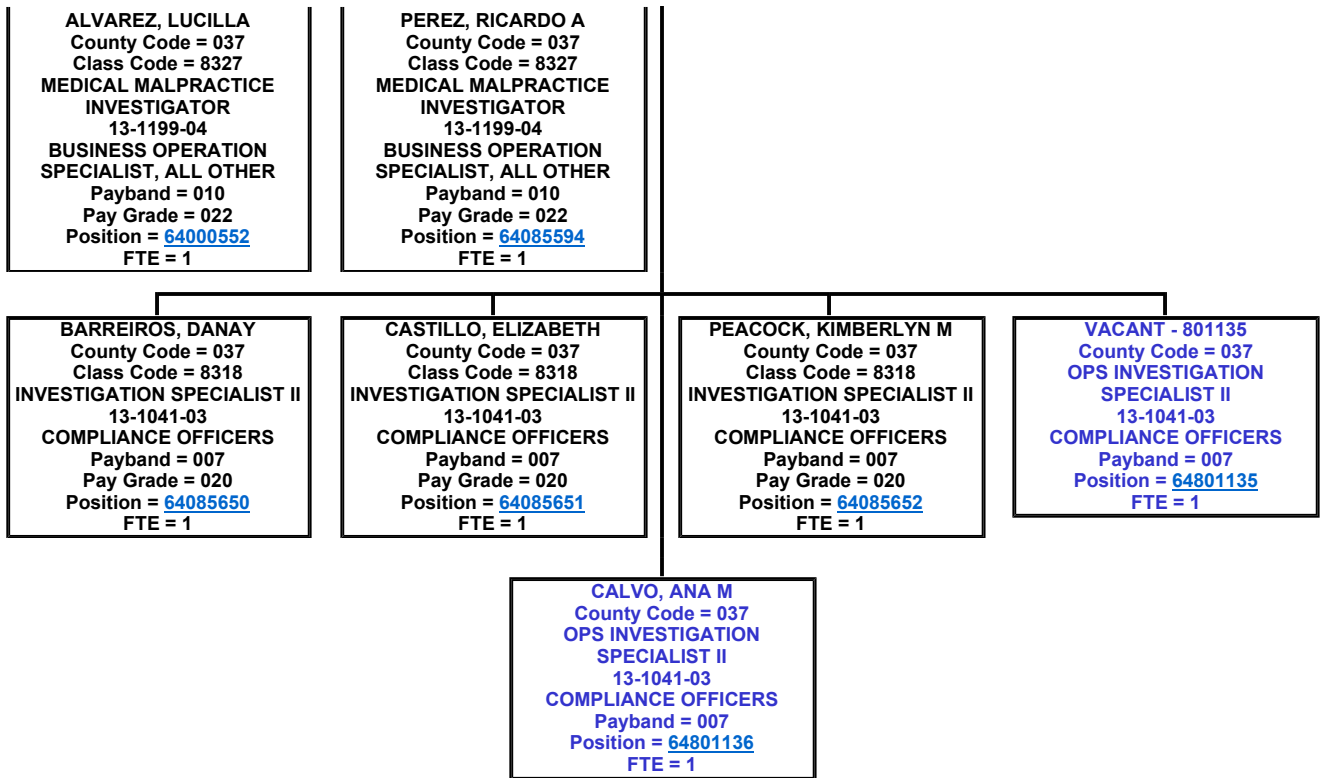 ALVAREZ, LUCILLA
County Code = 037
Class Code = 8327
MEDICAL MALPRACTICE
INVESTIGATOR
13-1199-04
BUSINESS OPERATION
SPECIALIST, ALL OTHER
Payband = 010
Pay Grade = 022
Position = 64000552
FTE = 1
PEREZ, RICARDO A
County Code = 037
Class Code = 8327
MEDICAL MALPRACTICE
INVESTIGATOR
13-1199-04
BUSINESS OPERATION
SPECIALIST, ALL OTHER
Payband = 010
Pay Grade = 022
Position = 64085594
FTE = 1
BARREIROS, DANAY
County Code = 037
Class Code = 8318
INVESTIGATION SPECIALIST II
13-1041-03
COMPLIANCE OFFICERS
Payband = 007
Pay Grade = 020
Position = 64085650
FTE = 1
CASTILLO, ELIZABETH
County Code = 037
Class Code = 8318
INVESTIGATION SPECIALIST II
13-1041-03
COMPLIANCE OFFICERS
Payband = 007
Pay Grade = 020
Position = 64085651
FTE = 1
PEACOCK, KIMBERLYN M
County Code = 037
Class Code = 8318
INVESTIGATION SPECIALIST II
13-1041-03
COMPLIANCE OFFICERS
Payband = 007
Pay Grade = 020
Position = 64085652
FTE = 1
VACANT - 801135
County Code = 037
OPS INVESTIGATION
SPECIALIST II
13-1041-03
COMPLIANCE OFFICERS
Payband = 007
Position = 64801135
FTE = 1
CALVO, ANA M
County Code = 037
OPS INVESTIGATION
SPECIALIST II
13-1041-03
COMPLIANCE OFFICERS
Payband = 007
Position = 64801136
FTE = 1